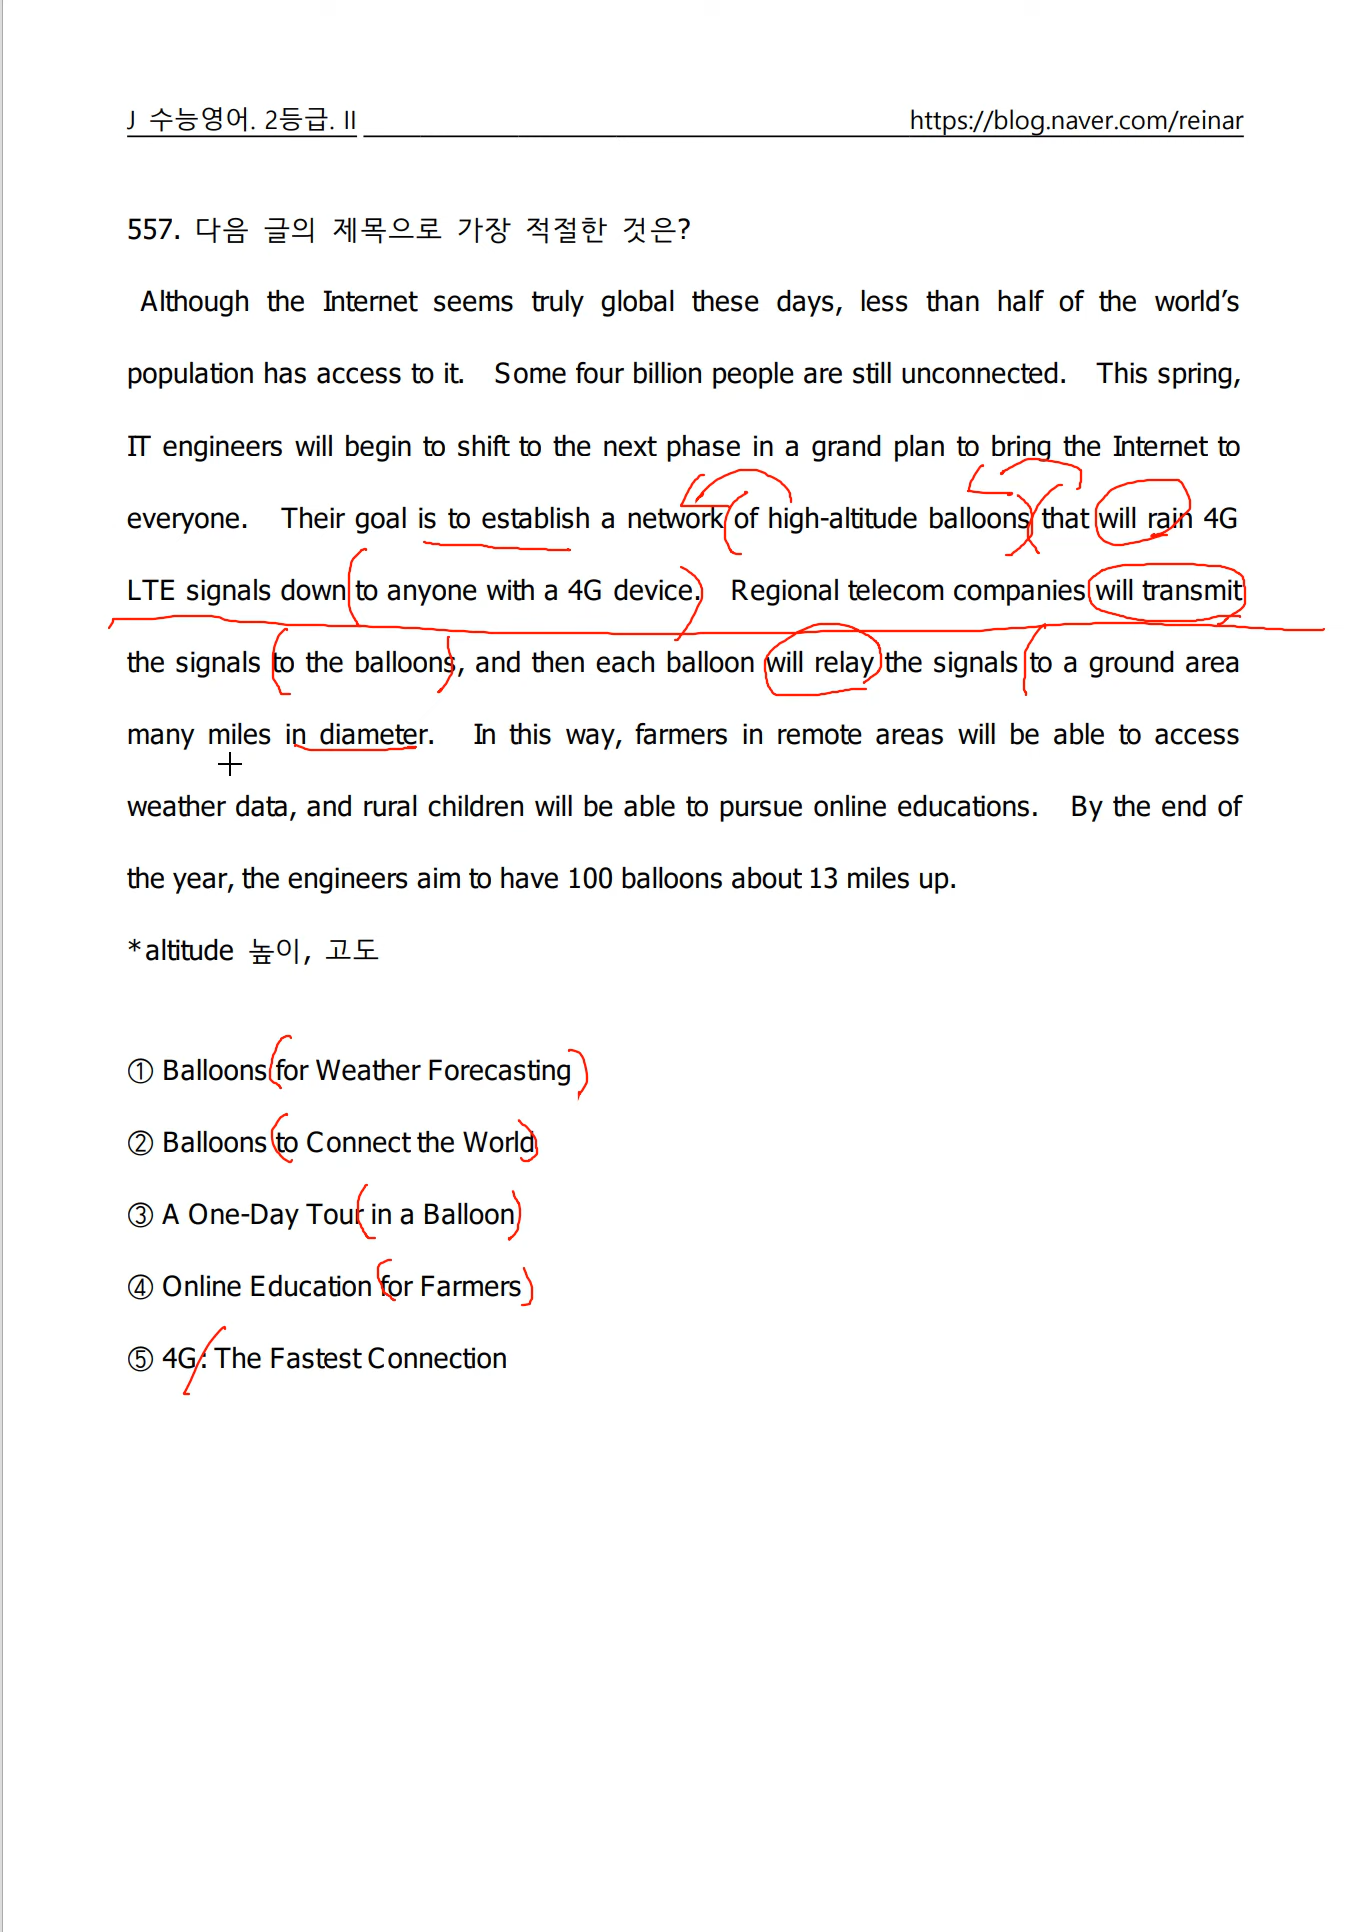 J 수능영어. 2등급. II https://blog.naver.com/reinar
557. 다음 글의 제목으로 가장 적절한 것은?
Although the Internet seems truly global these days, less than half of the world’s
population has access to it. Some four billion people are still unconnected. This spring,
IT engineers will begin to shift to the next phase in a grand plan to bring the Internet to
everyone. Their goal is to establish a network of high-altitude balloons that will rain 4G
LTE signals down to anyone with a 4G device. Regional telecom companies will transmit
the signals to the balloons, and then each balloon will relay the signals to a ground area
many miles in diameter. In this way, farmers in remote areas will be able to access
weather data, and rural children will be able to pursue online educations. By the end of
the year, the engineers aim to have 100 balloons about 13 miles up.
*altitude 높이, 고도
① Balloons for Weather Forecasting
② Balloons to Connect the World
③ A One-Day Tour in a Balloon
④ Online Education for Farmers
⑤ 4G: The Fastest Connection